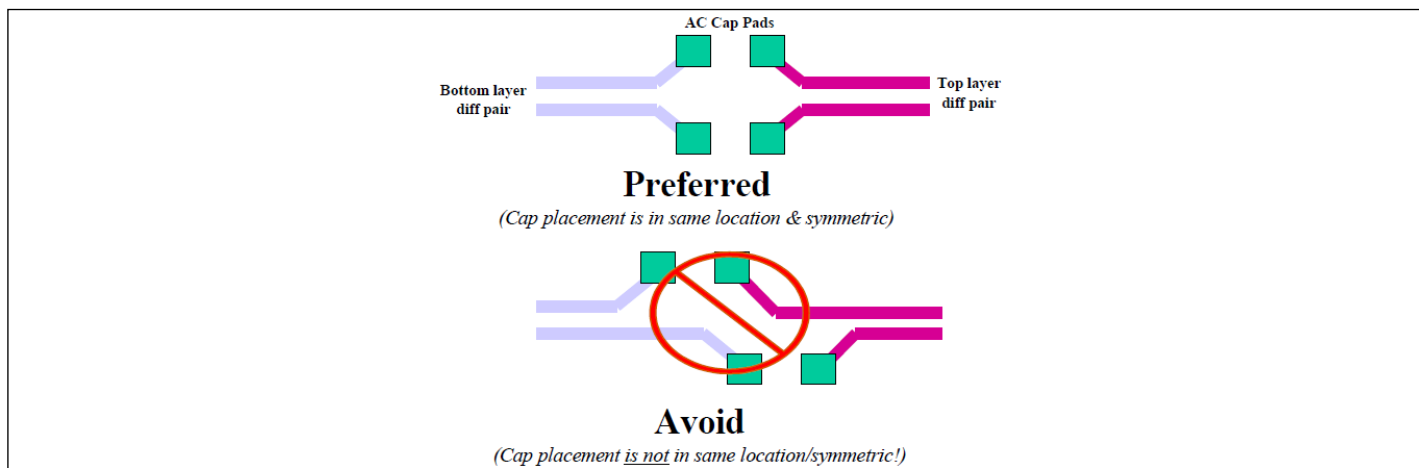 AC Cap Pads
Bottom layer
diff pair
Top layer
diff pair
Preferred
(Cap placement is in same location & symmetric)
Avoid
(Cap placement is not in same location/symmetric!)